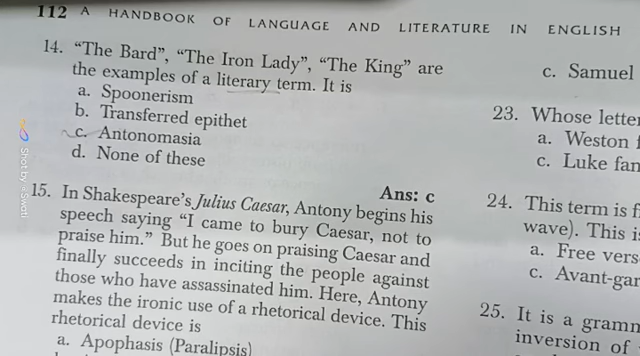 112 A HANDBOOK OF LANGUAGE AND LITERATURE IN ENGLISH
14. "The Bard", "The Iron Lady", "The King" are
the examples of a literary term. It is
a. Spoonerism
b. Transferred epithet
c. Antonomasia
d. None of these
Ans: c
15. In Shakespeare's Julius Caesar, Antony begins his
speech saying "I came to bury Caesar, not to
praise him." But he goes on praising Caesar and
finally succeeds in inciting the people against
those who have assassinated him. Here, Antony
makes the ironic use of a rhetorical device. This
rhetorical device is
a. Apophasis (Paralipsis)
c. Samuel
23. Whose letter
a. Weston
c. Luke fan
24. This term is
wave). This
a. Free vers
c. Avant-gar
25. It is a gramm
inversion of
Shot by - Swati